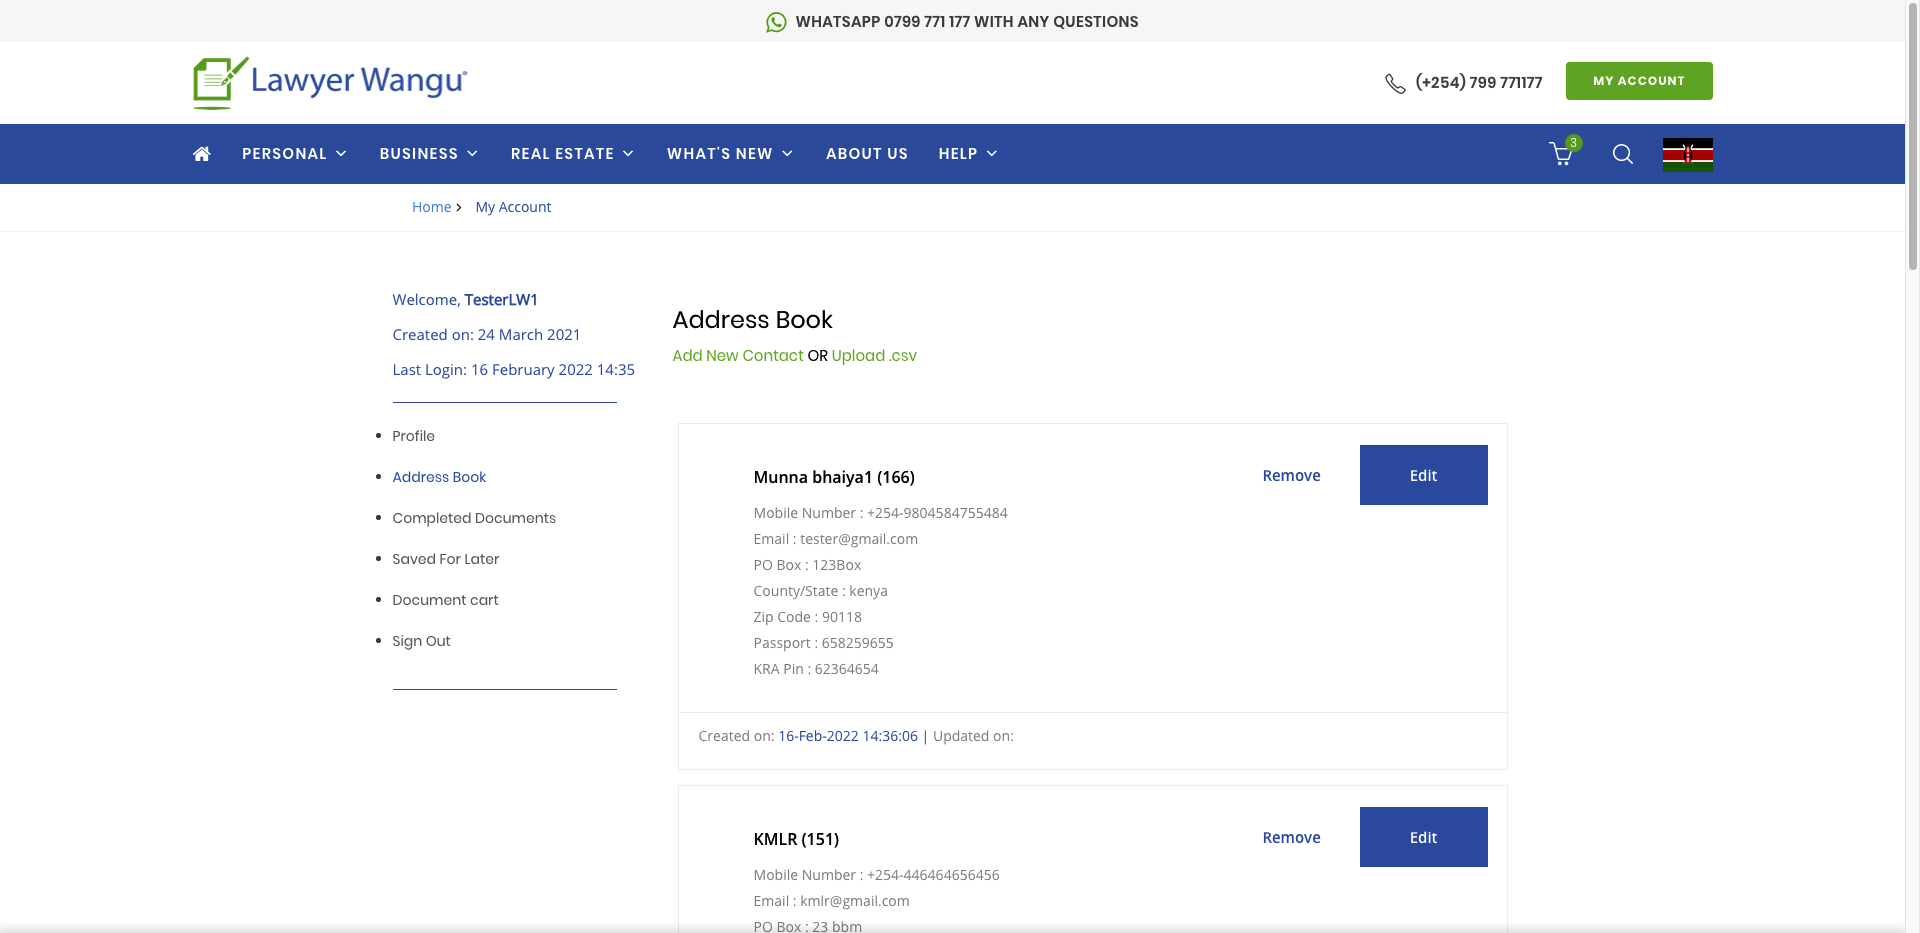 WHATSAPP 0799 771 177 WITH ANY QUESTIONS
Lawyer Wangu®
(+254) 799 771177
MY ACCOUNT
PERSONAL
BUSINESS
REAL ESTATE
WHAT'S NEW
ABOUT US
HELP
3
Home
My Account
Welcome, TesterLW1
Created on: 24 March 2021
Last Login: 16 February 2022 14:35
Profile
Address Book
Completed Documents
Saved For Later
Document cart
Sign Out
Address Book
Add New Contact OR Upload .csv
Munna bhaiya1 (166)
Remove
Edit
Mobile Number : +254-9804584755484
Email : tester@gmail.com
PO Box : 123Box
County/State : kenya
Zip Code : 90118
Passport : 658259655
KRA Pin : 62364654
Created on: 16-Feb-2022 14:36:06 | Updated on:
KMLR (151)
Remove
Edit
Mobile Number : +254-446464656456
Email : kmlr@gmail.com
PO Box : 23 bbm